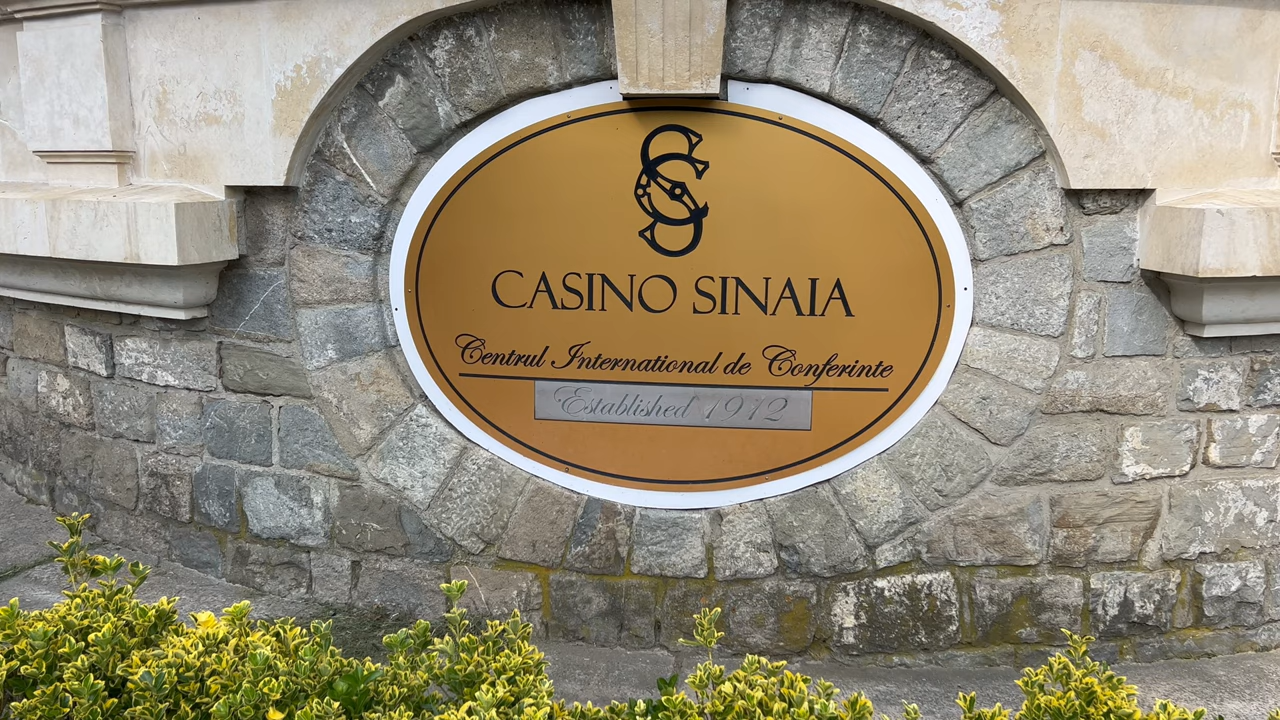 CS
CASINO SINAIA
Centrul International de Conferinte
Established 1912